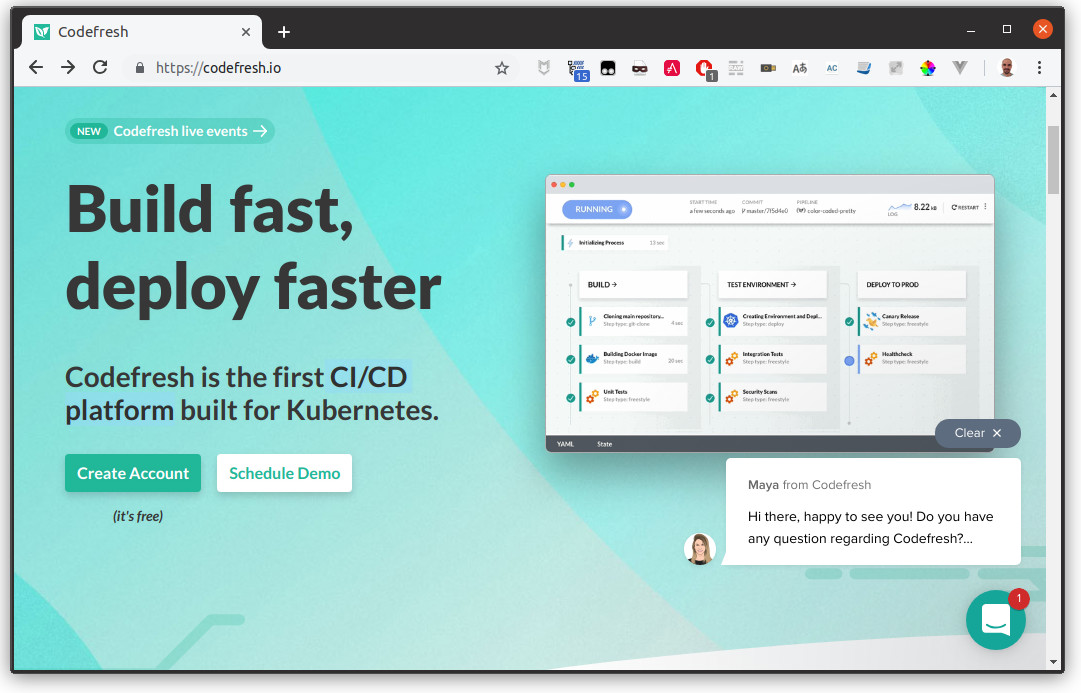 Codefresh
https://codefresh.io
15
1
Aあ
AC
NEW Codefresh live events →
Build fast,
deploy faster
Codefresh is the first CI/CD
platform built for Kubernetes.
Create Account
Schedule Demo
(it's free)
RUNNING
START TIME
a few seconds ago
COMMIT
master/7f5d4e0
PIPELINE
color-coded-pretty
LOG
8.22 kB
RESTART
Initializing Process
13 sec
BUILD →
Cloning main repository...
Step type: git-clone
4 sec
Building Docker Image
Step type: build
20 sec
Unit Tests
Step type: freestyle
TEST ENVIRONMENT →
Creating Environment and Depl...
Step type: deploy
Integration Tests
Step type: freestyle
Security Scans
Step type: freestyle
DEPLOY TO PROD
Canary Release
Step type: freestyle
Healthcheck
Step type: freestyle
YAML
State
Clear ×
Maya from Codefresh
Hi there, happy to see you! Do you have
any question regarding Codefresh?...
1